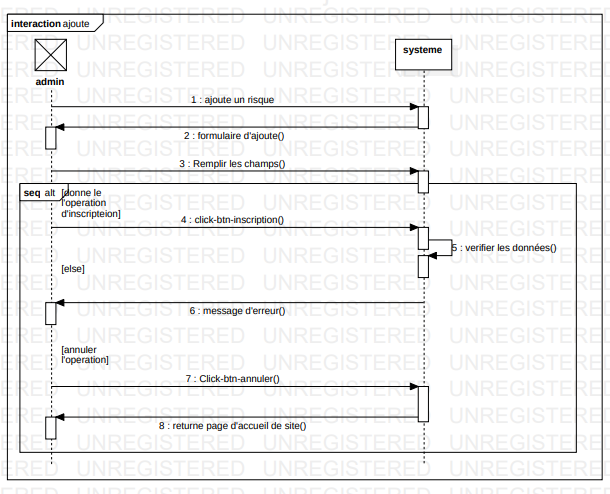 interaction ajoute
systeme
admin
1 : ajoute un risque
2 : formulaire d'ajoute()
3 : Remplir les champs()
seq alt [donne le
l'operation
d'inscripteion]
4 : click-btn-inscription()
5 : verifier les données()
[else]
6 : message d'erreur()
[annuler
l'operation]
7 : Click-btn-annuler()
8 : returne page d'accueil de site()
UNREGISTERED